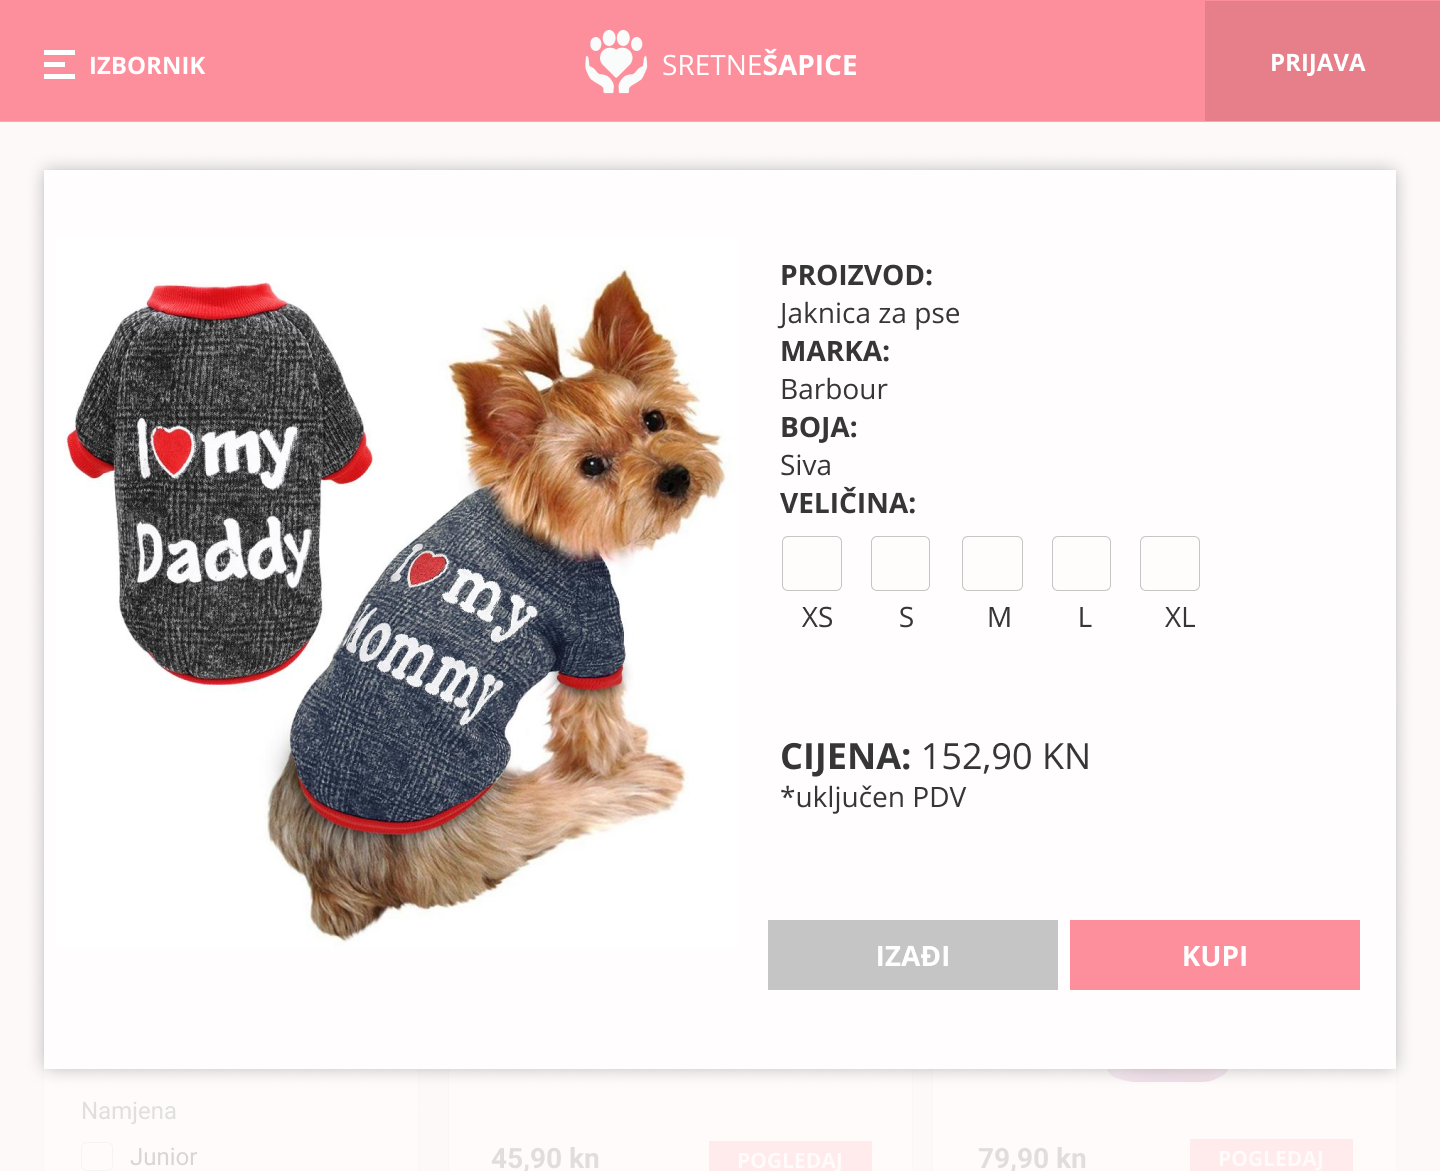 IZBORNIK
SRETNEŠAPICE
PRIJAVA
I my
Daddy
I my
Mommy
PROIZVOD:
Jaknica za pse
MARKA:
Barbour
BOJA:
Siva
VELIČINA:
XS S M L XL
CIJENA: 152,90 KN
*uključen PDV
IZAĐI
KUPI
Namjena
Junior
45,90 kn
POGLEDAJ
79,90 kn
POGLEDAJ